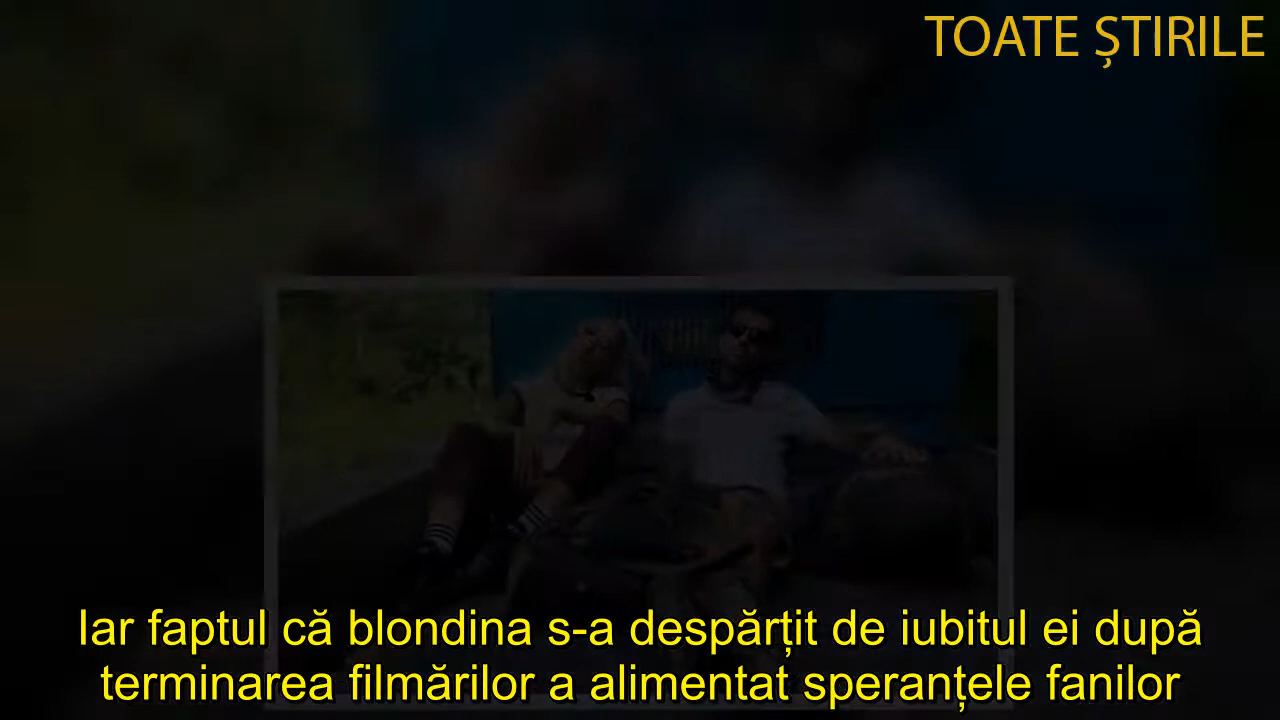 TOATE ȘTIRILE
Iar faptul că blondina s-a despărțit de iubitul ei după
terminarea filmărilor a alimentat speranțele fanilor